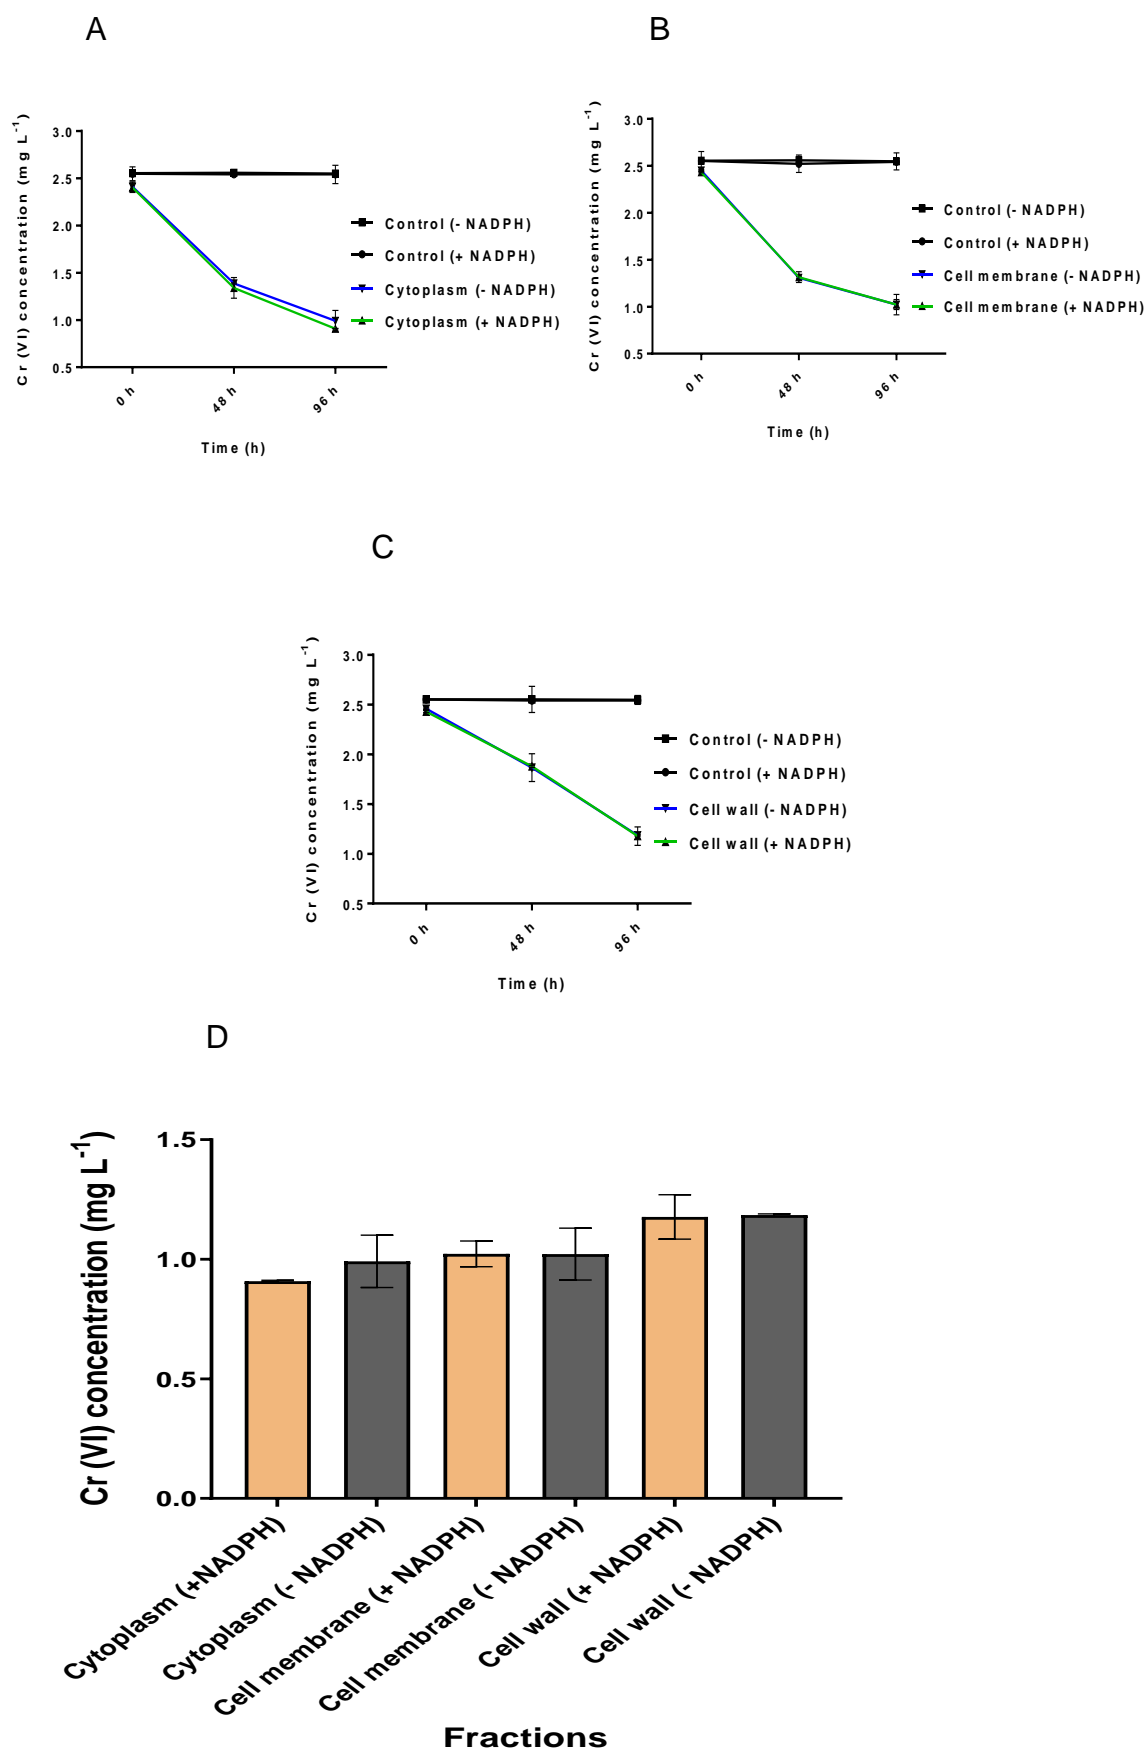 A
B
Cr (VI) concentration (mg L-1)
3.0
2.5
2.0
1.5
1.0
0.5
0 h
48 h
96 h
Time (h)
Control (- NADPH)
Control (+ NADPH)
Cytoplasm (- NADPH)
Cytoplasm (+ NADPH)
Cr (VI) concentration (mg L-1)
3.0
2.5
2.0
1.5
1.0
0.5
0 h
48 h
96 h
Time (h)
Control (- NADPH)
Control (+ NADPH)
Cell membrane (- NADPH)
Cell membrane (+ NADPH)
C
Cr (VI) concentration (mg L-1)
3.0
2.5
2.0
1.5
1.0
0.5
0 h
48 h
96 h
Time (h)
Control (- NADPH)
Control (+ NADPH)
Cell wall (- NADPH)
Cell wall (+ NADPH)
D
Cr (VI) concentration (mg L-1)
1.5
1.0
0.5
0.0
Cytoplasm (+NADPH)
Cytoplasm (- NADPH)
Cell membrane (+ NADPH)
Cell membrane (- NADPH)
Cell wall (+ NADPH)
Cell wall (- NADPH)
Fractions